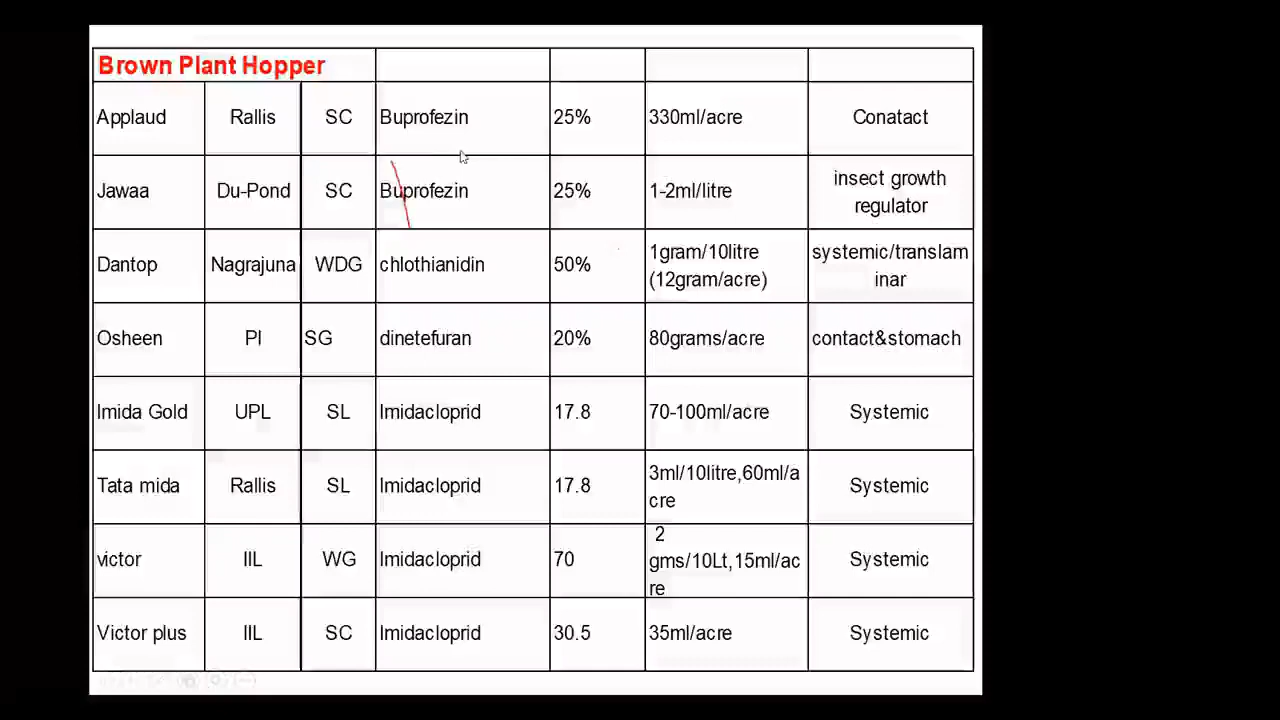 Brown Plant Hopper
Applaud Rallis SC Buprofezin 25% 330ml/acre Conatact
Jawaa Du-Pond SC Buprofezin 25% 1-2ml/litre insect growth
regulator
Dantop Nagrajuna WDG chlothianidin 50% 1gram/10litre systemic/translam
(12gram/acre) inar
Osheen PI SG dinetefuran 20% 80grams/acre contact&stomach
Imida Gold UPL SL Imidacloprid 17.8 70-100ml/acre Systemic
Tata mida Rallis SL Imidacloprid 17.8 3ml/10litre,60ml/a Systemic
cre
victor IIL WG Imidacloprid 70 2 Systemic
gms/10Lt,15ml/ac
re
Victor plus IIL SC Imidacloprid 30.5 35ml/acre Systemic